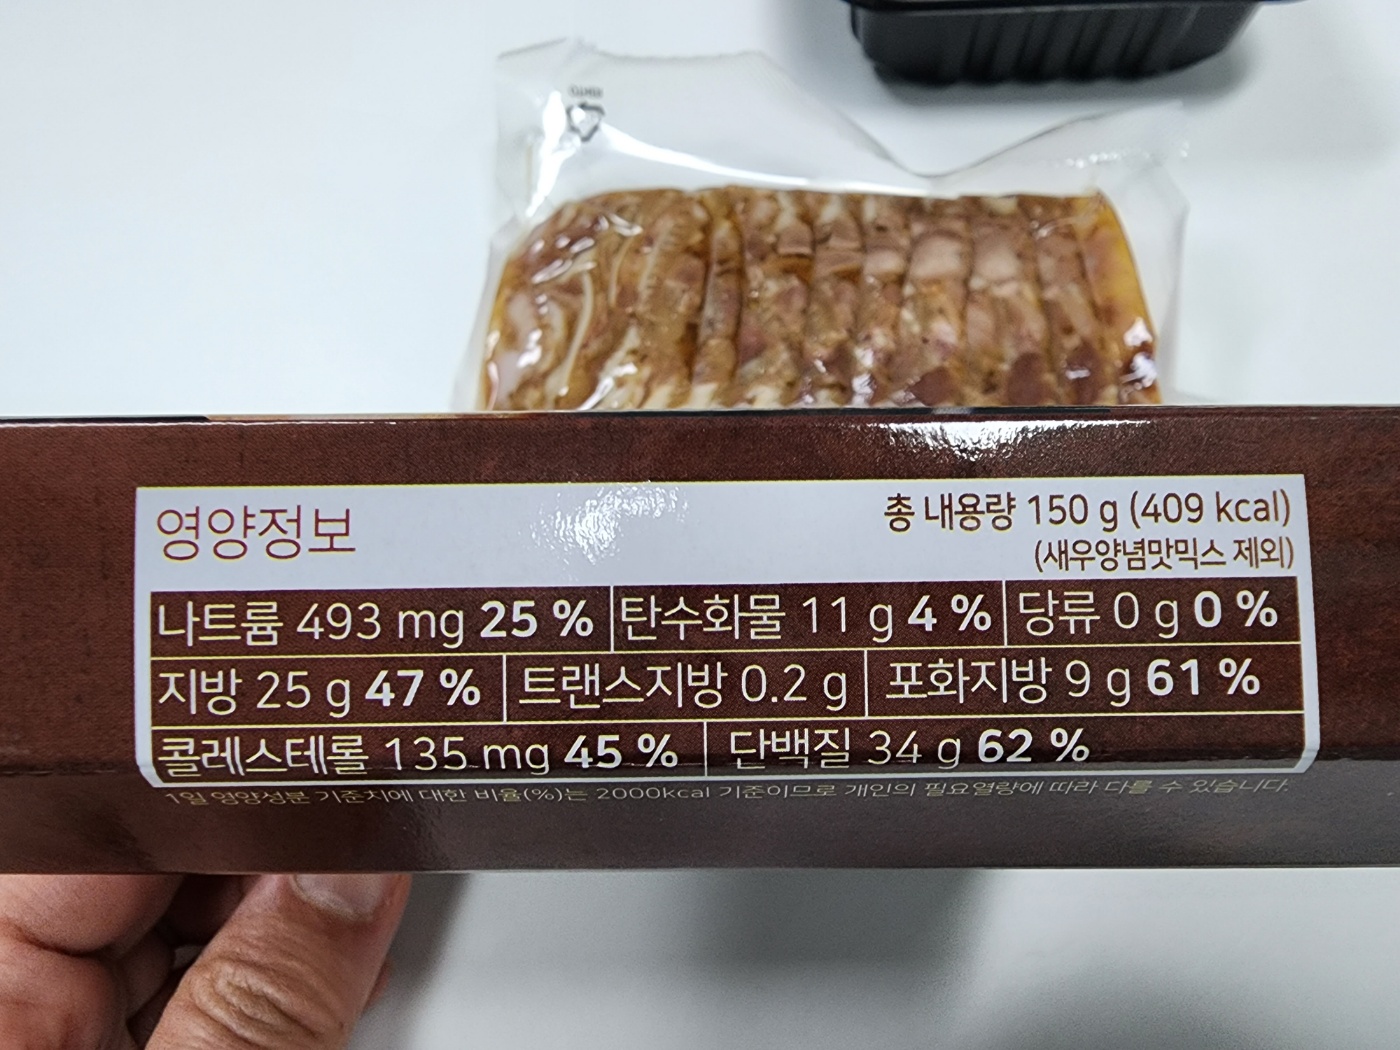 영양정보
총 내용량 150 g (409 kcal)
(새우양념맛믹스 제외)
나트륨 493 mg 25 % 탄수화물 11 g 4 % 당류 0 g 0 %
지방 25 g 47 % 트랜스지방 0.2 g 포화지방 9 g 61 %
콜레스테롤 135 mg 45 % 단백질 34 g 62 %
1일 영양성분 기준치에 대한 비율(%)는 2000kcal 기준이므로 개인의 필요열량에 따라 다를 수 있습니다.